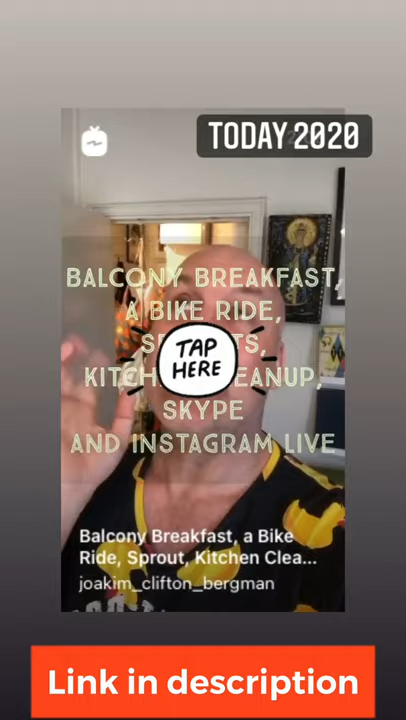 TODAY 2020
BALCONY BREAKFAST,
A BIKE RIDE,
TAP
HERE
SKYPE
AND INSTAGRAM LIVE
Balcony Breakfast, a Bike
Ride, Sprout, Kitchen Clea...
joakim_clifton_bergman
Link in description